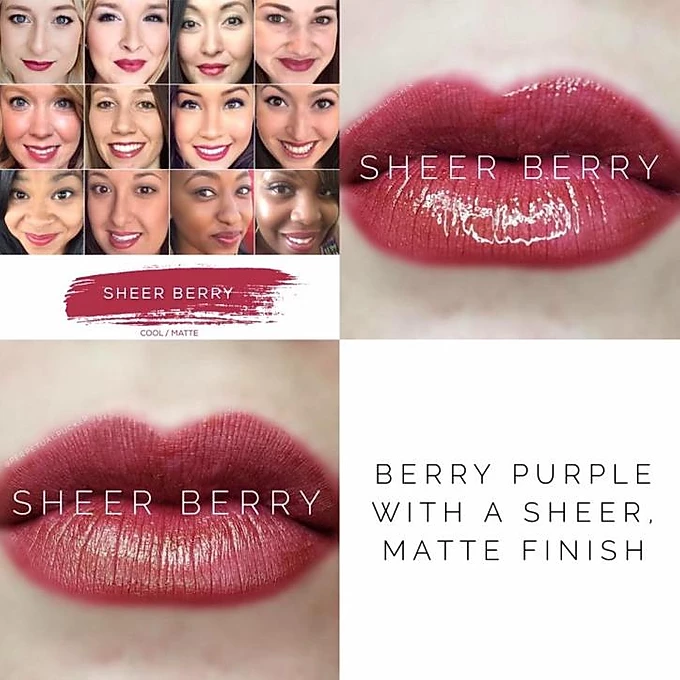 SHEER BERRY
COOL / MATTE
SHEER BERRY
SHEER BERRY
BERRY PURPLE
WITH A SHEER,
MATTE FINISH